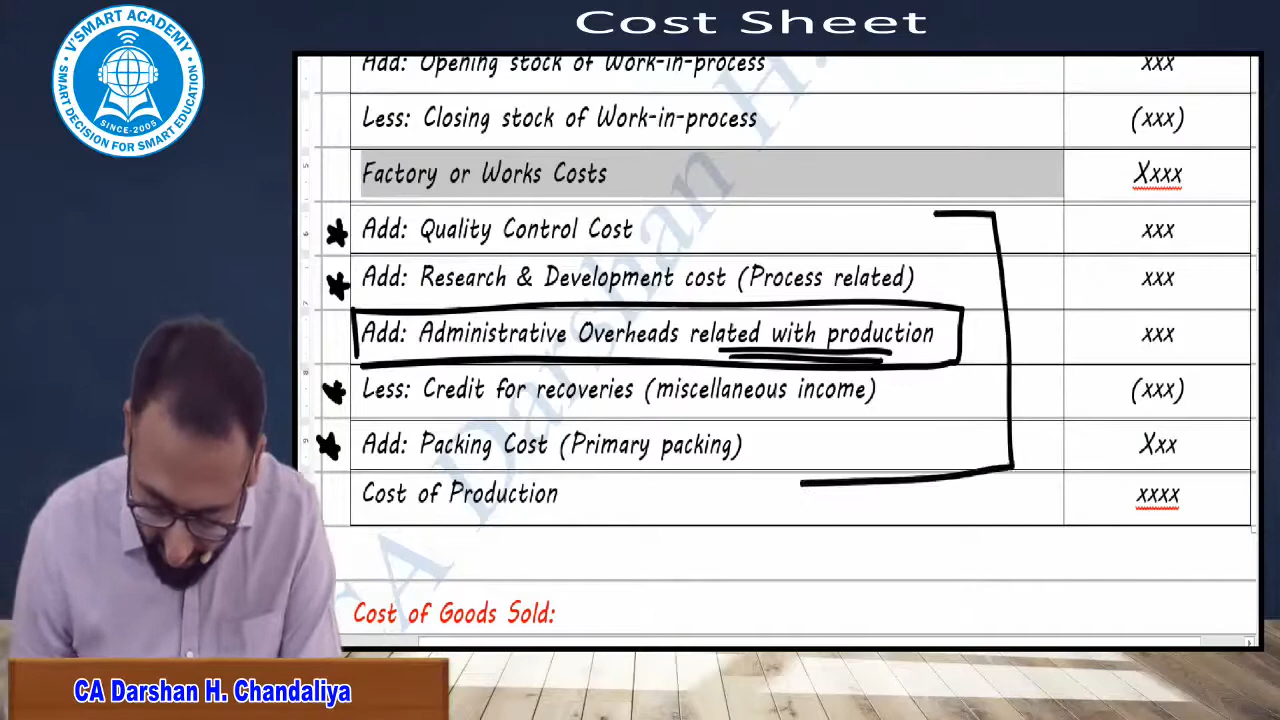 Cost Sheet
V'SMART ACADEMY
SINCE-2005
SMART DECISION FOR SMART EDUCATION
Add: Opening stock of Work-in-process xxx
Less: Closing stock of Work-in-process (xxx)
Factory or Works Costs Xxxx
Add: Quality Control Cost xxx
Add: Research & Development cost (Process related) xxx
Add: Administrative Overheads related with production xxx
Less: Credit for recoveries (miscellaneous income) (xxx)
Add: Packing Cost (Primary packing) Xxx
Cost of Production xxxx
Cost of Goods Sold:
CA Darshan H.
CA Darshan H. Chandaliya